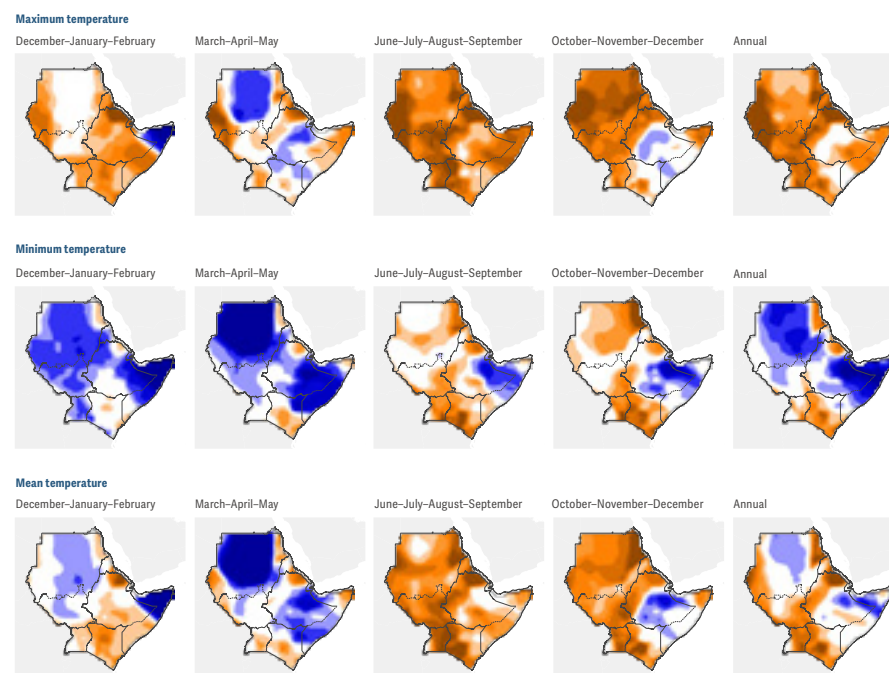 Maximum temperature
December–January–February March–April–May June–July–August–September October–November–December Annual
Minimum temperature
December–January–February March–April–May June–July–August–September October–November–December Annual
Mean temperature
December–January–February March–April–May June–July–August–September October–November–December Annual